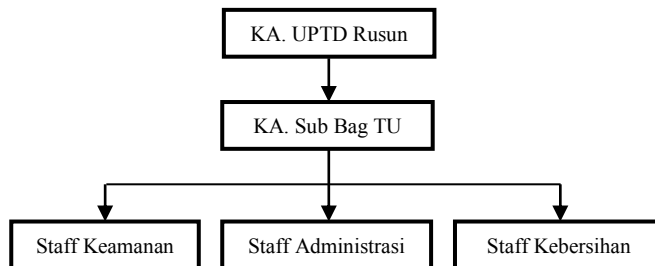 KA. UPTD Rusun
KA. Sub Bag TU
Staff Keamanan
Staff Administrasi
Staff Kebersihan